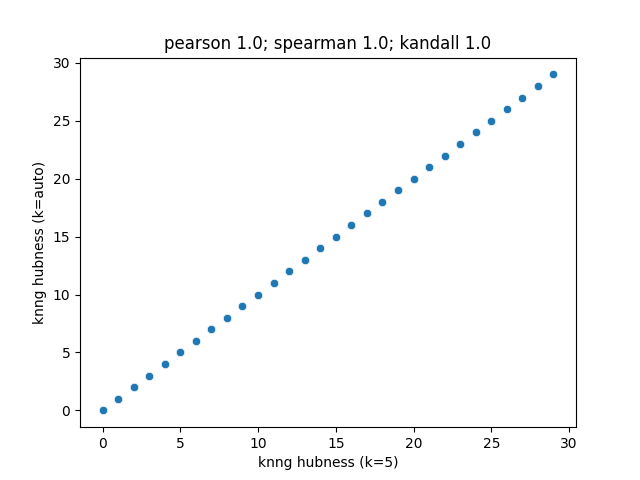 pearson 1.0; spearman 1.0; kandall 1.0
30
25
20
15
10
5
0
knng hubness (k=auto)
0 5 10 15 20 25 30
knng hubness (k=5)